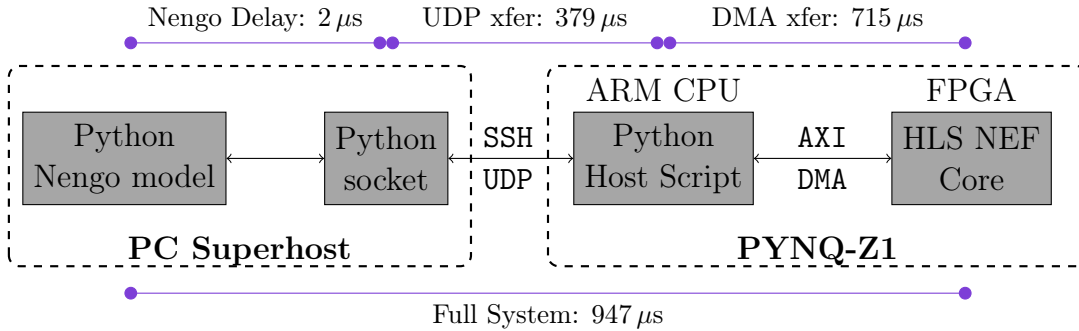 Nengo Delay: 2 μs
UDP xfer: 379 μs
DMA xfer: 715 μs
ARM CPU
FPGA
Python
Nengo model
Python
socket
SSH
UDP
Python
Host Script
AXI
DMA
HLS NEF
Core
PC Superhost
PYNQ-Z1
Full System: 947 μs